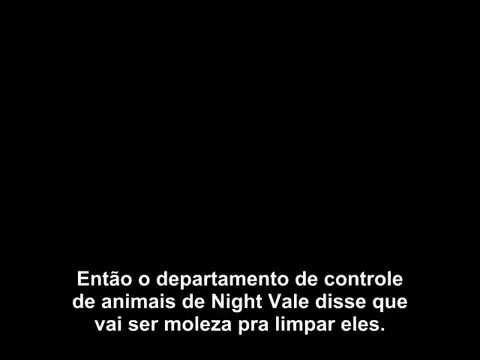 Então o departamento de controle
de animais de Night Vale disse que
vai ser moleza pra limpar eles.